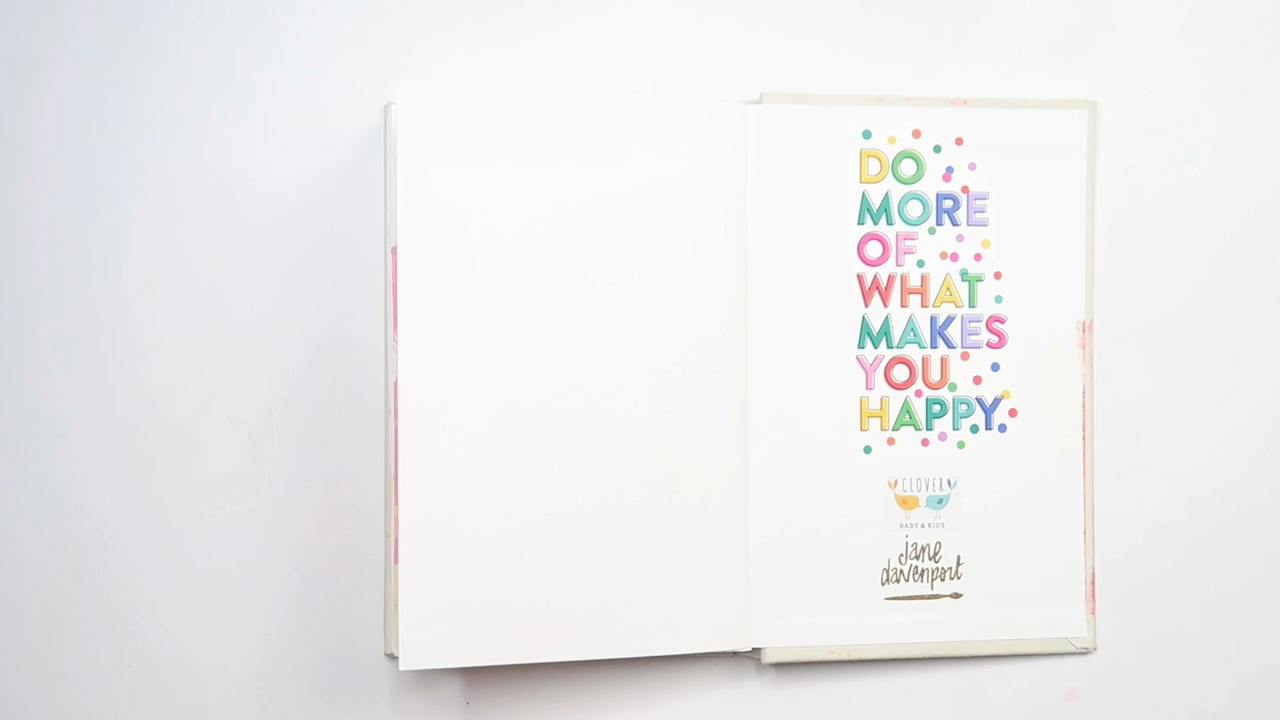 DO
MORE
OF
WHAT
MAKES
YOU
HAPPY.
CLOVER
BABY & KIDS
jane
davenport